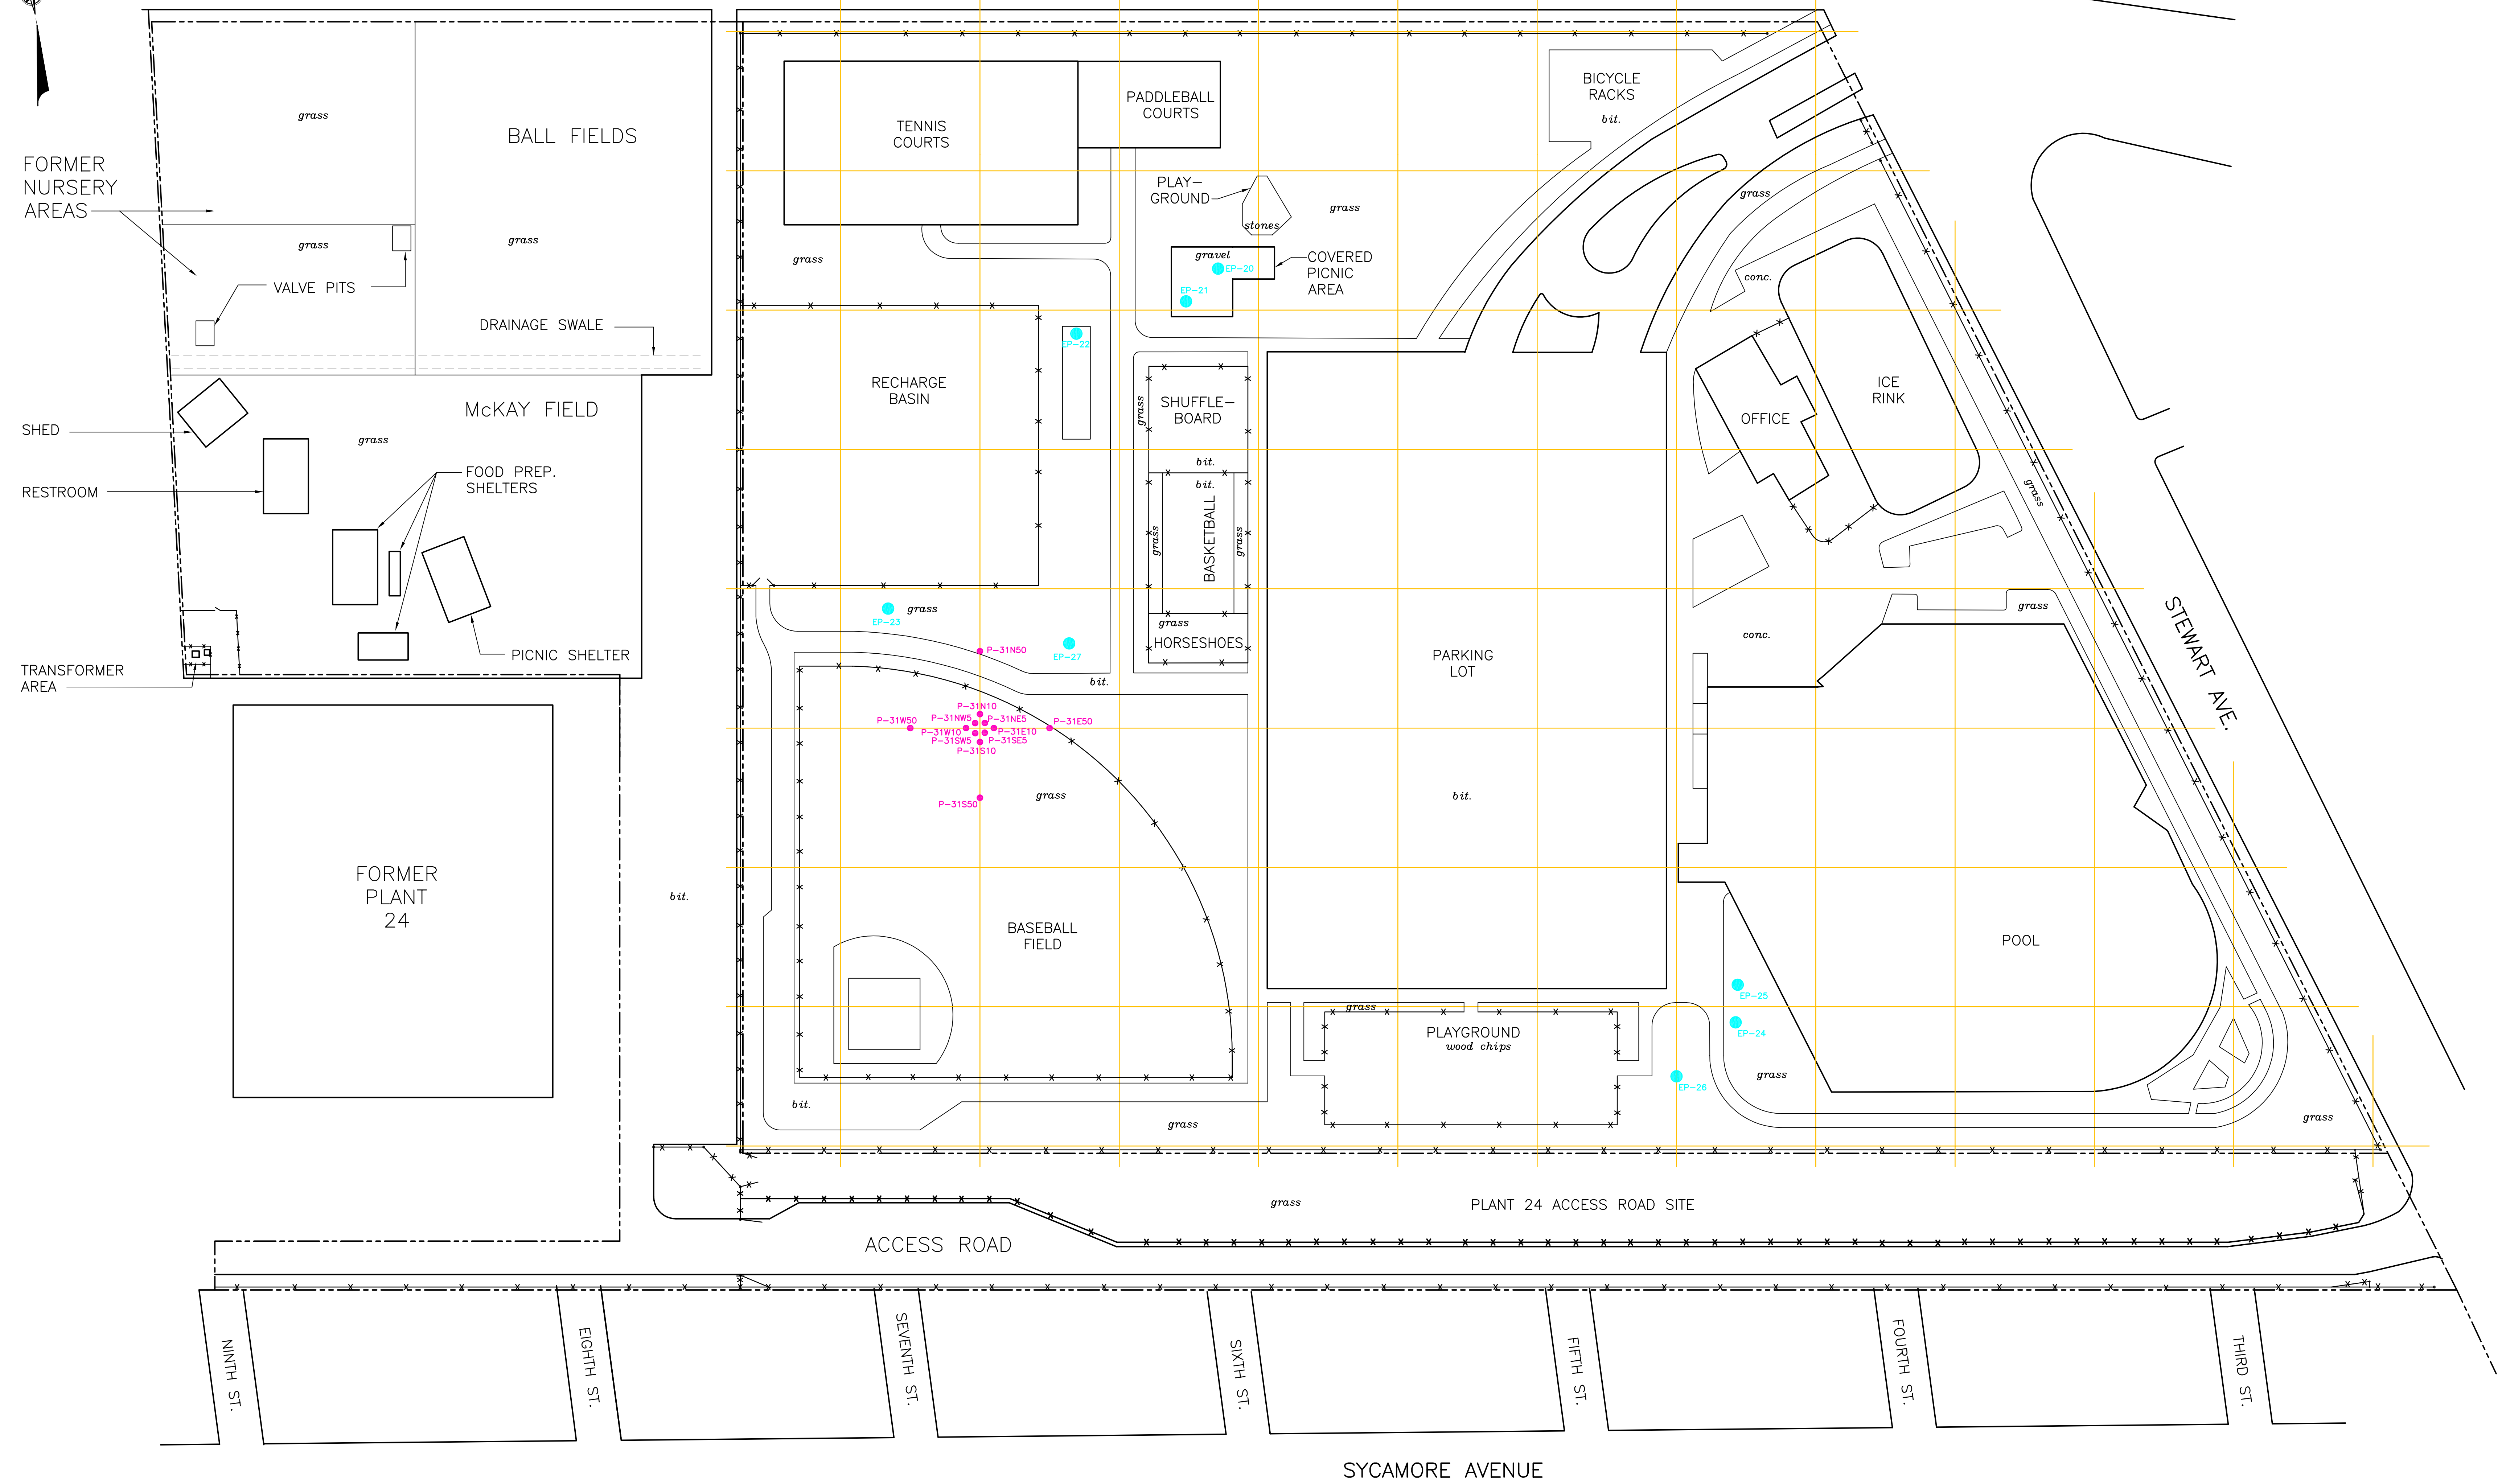 BICYCLE
RACKS
bit.
PADDLEBALL
COURTS
TENNIS
COURTS
grass
BALL FIELDS
FORMER
NURSERY
AREAS
PLAY-
GROUND
stones
grass
grass
grass
grass
grass
gravel
EP-20
COVERED
PICNIC
AREA
EP-21
conc.
VALVE PITS
DRAINAGE SWALE
EP-22
RECHARGE
BASIN
SHUFFLE-
BOARD
grass
bit.
ICE
RINK
OFFICE
McKAY FIELD
SHED
grass
FOOD PREP.
SHELTERS
RESTROOM
bit.
BASKETBALL
grass
grass
grass
EP-23
grass
grass
HORSESHOES
grass
conc.
EP-27
P-31N50
PICNIC SHELTER
TRANSFORMER
AREA
PARKING
LOT
bit.
STEWART AVE.
P-31N10
P-31W50
P-31NW5
P-31NE5
P-31E50
P-31W10
P-31E10
P-31SW5
P-31SE5
P-31S10
P-31S50
grass
bit.
FORMER
PLANT
24
bit.
BASEBALL
FIELD
POOL
EP-25
grass
PLAYGROUND
wood chips
EP-24
grass
EP-26
bit.
grass
grass
grass
PLANT 24 ACCESS ROAD SITE
ACCESS ROAD
NINTH ST.
EIGHTH ST.
SEVENTH ST.
SIXTH ST.
FIFTH ST.
FOURTH ST.
THIRD ST.
SYCAMORE AVENUE